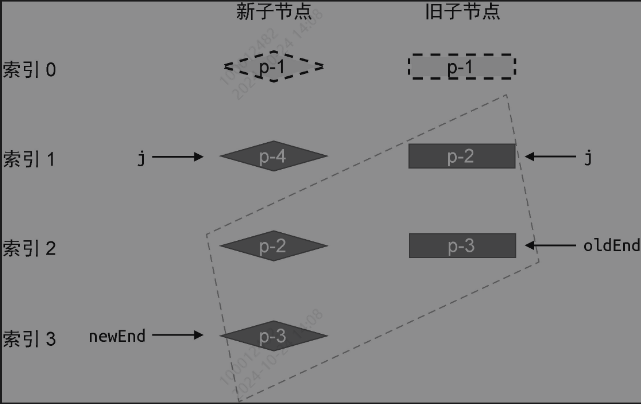 新子节点 旧子节点
索引 0 p-1 p-1
索引 1 j p-4 p-2 j
索引 2 p-2 p-3 oldEnd
索引 3 newEnd p-3